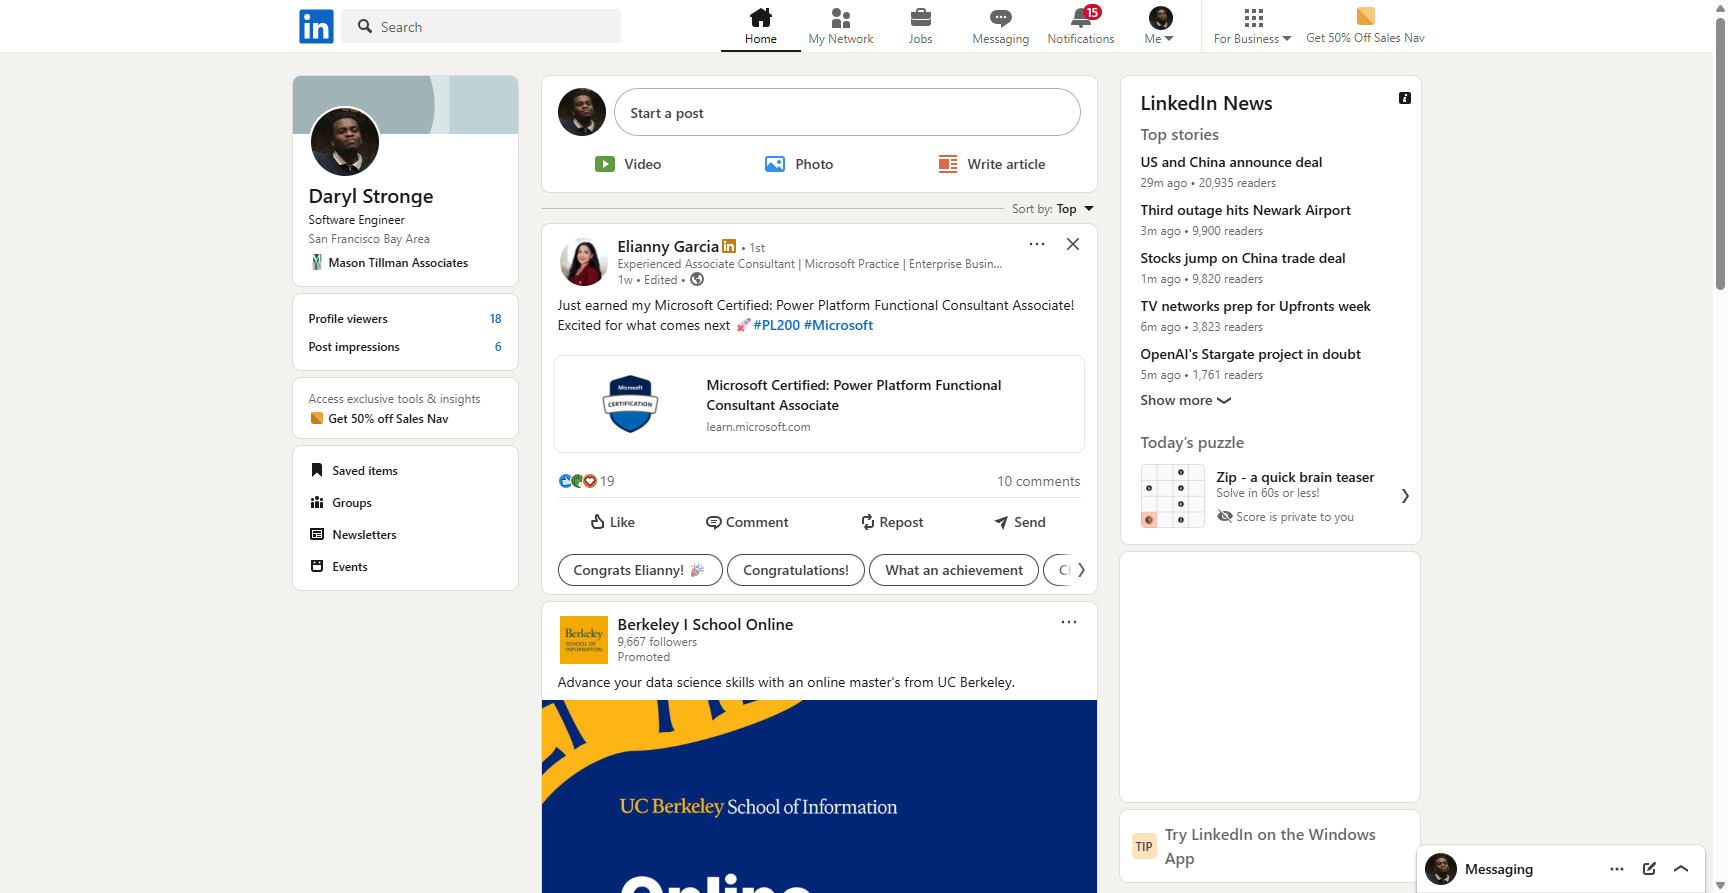 in
Search
Home
My Network
Jobs
Messaging
15
Notifications
Me
For Business
Get 50% Off Sales Nav
Daryl Stronge
Software Engineer
San Francisco Bay Area
Mason Tillman Associates
Profile viewers 18
Post impressions 6
Access exclusive tools & insights
Get 50% off Sales Nav
Saved items
Groups
Newsletters
Events
Start a post
Video
Photo
Write article
Sort by: Top
Elianny Garcia in • 1st
Experienced Associate Consultant | Microsoft Practice | Enterprise Busin...
1w • Edited •
Just earned my Microsoft Certified: Power Platform Functional Consultant Associate!
Excited for what comes next 🚀 #PL200 #Microsoft
Microsoft
CERTIFICATION
Microsoft Certified: Power Platform Functional
Consultant Associate
learn.microsoft.com
19
10 comments
Like
Comment
Repost
Send
Congrats Elianny! 🎉
Congratulations!
What an achievement
Berkeley
SCHOOL OF
INFORMATION
Berkeley I School Online
9,667 followers
Promoted
Advance your data science skills with an online master's from UC Berkeley.
UC Berkeley School of Information
Online
LinkedIn News
Top stories
US and China announce deal
29m ago • 20,935 readers
Third outage hits Newark Airport
3m ago • 9,900 readers
Stocks jump on China trade deal
1m ago • 9,820 readers
TV networks prep for Upfronts week
6m ago • 3,823 readers
OpenAI's Stargate project in doubt
5m ago • 1,761 readers
Show more
Today's puzzle
Zip - a quick brain teaser
Solve in 60s or less!
Score is private to you
TIP
Try LinkedIn on the Windows
App
Messaging